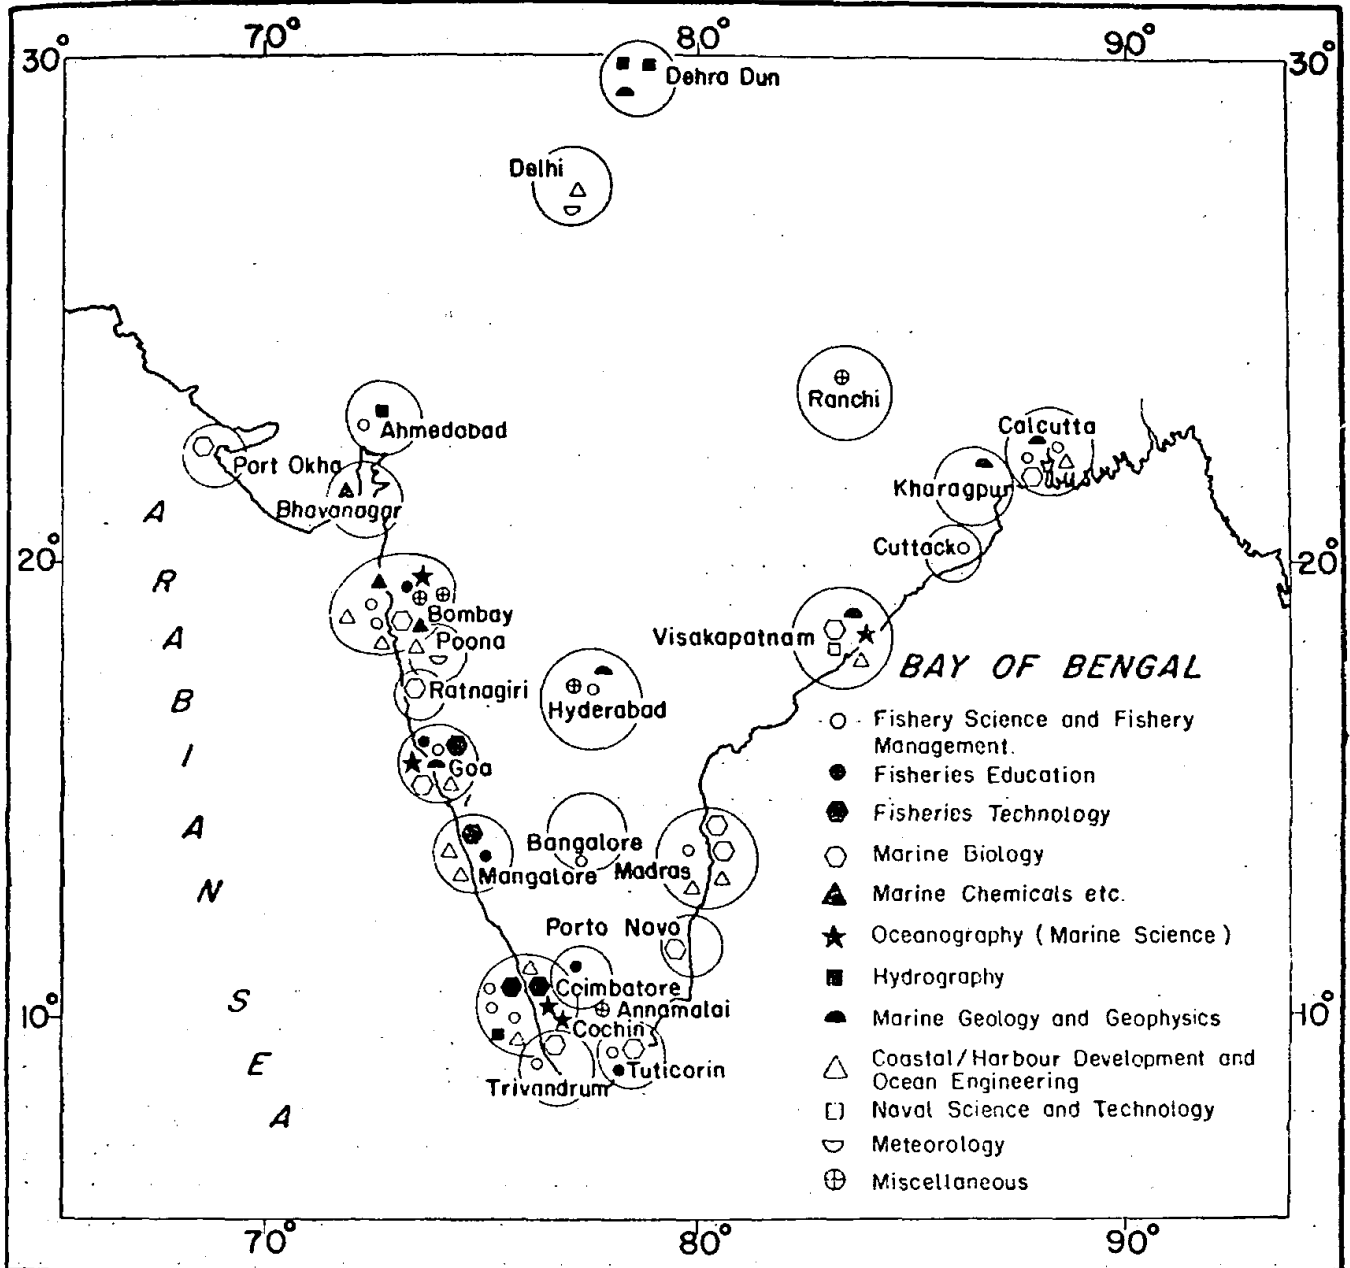 70° 80° 90°
30° 30°
Dehra Dun
Delhi
Ranchi
Ahmedabad
Calcutta
Port Okha
Kharagpur
Bhavanagar
Cuttack
20° 20°
Bombay
Poona
Visakapatnam
Ratnagiri
Hyderabad
Goa
Bangalore
Mangalore
Madras
Porto Novo
Coimbatore
Annamalai
10° 10°
Cochin
Tuticorin
Trivandrum
ARABIAN
SEA
BAY OF BENGAL
Fishery Science and Fishery
Management.
Fisheries Education
Fisheries Technology
Marine Biology
Marine Chemicals etc.
Oceanography (Marine Science)
Hydrography
Marine Geology and Geophysics
Coastal/Harbour Development and
Ocean Engineering
Naval Science and Technology
Meteorology
Miscellaneous
70° 80° 90°